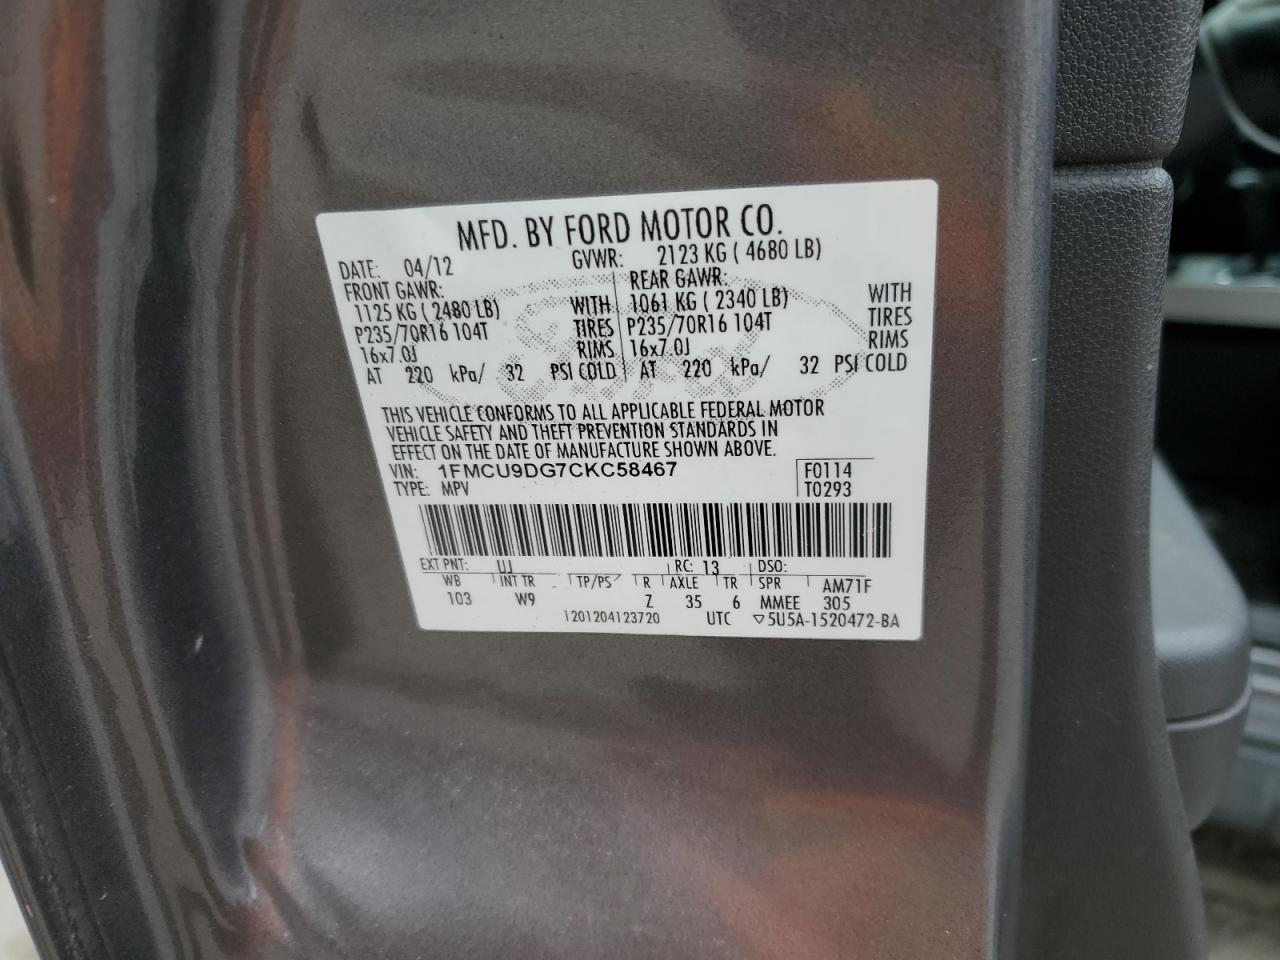 MFD. BY FORD MOTOR CO.
DATE: 04/12 GVWR: 2123 KG ( 4680 LB)
FRONT GAWR: REAR GAWR:
1125 KG ( 2480 LB) WITH 1061 KG ( 2340 LB) WITH
P235/70R16 104T TIRES P235/70R16 104T TIRES
16x7.0J RIMS 16x7.0J RIMS
AT 220 kPa/ 32 PSI COLD AT 220 kPa/ 32 PSI COLD
THIS VEHICLE CONFORMS TO ALL APPLICABLE FEDERAL MOTOR
VEHICLE SAFETY AND THEFT PREVENTION STANDARDS IN
EFFECT ON THE DATE OF MANUFACTURE SHOWN ABOVE.
VIN: 1FMCU9DG7CKC58467 F0114
TYPE: MPV T0293
EXT PNT: UJ RC: 13 DSO:
WB INT TR TP/PS R AXLE TR SPR AM71F
103 W9 Z 35 6 MMEE 305
1201204123720 UTC ▽5U5A-1520472-BA